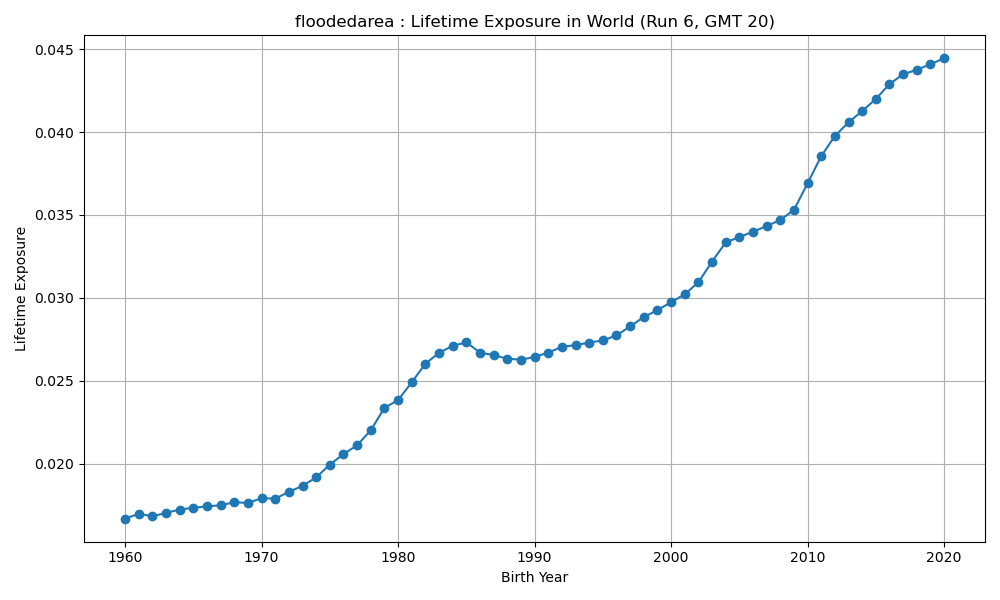 floodedarea : Lifetime Exposure in World (Run 6, GMT 20)
0.045
0.040
0.035
0.030
0.025
0.020
Lifetime Exposure
1960 1970 1980 1990 2000 2010 2020
Birth Year